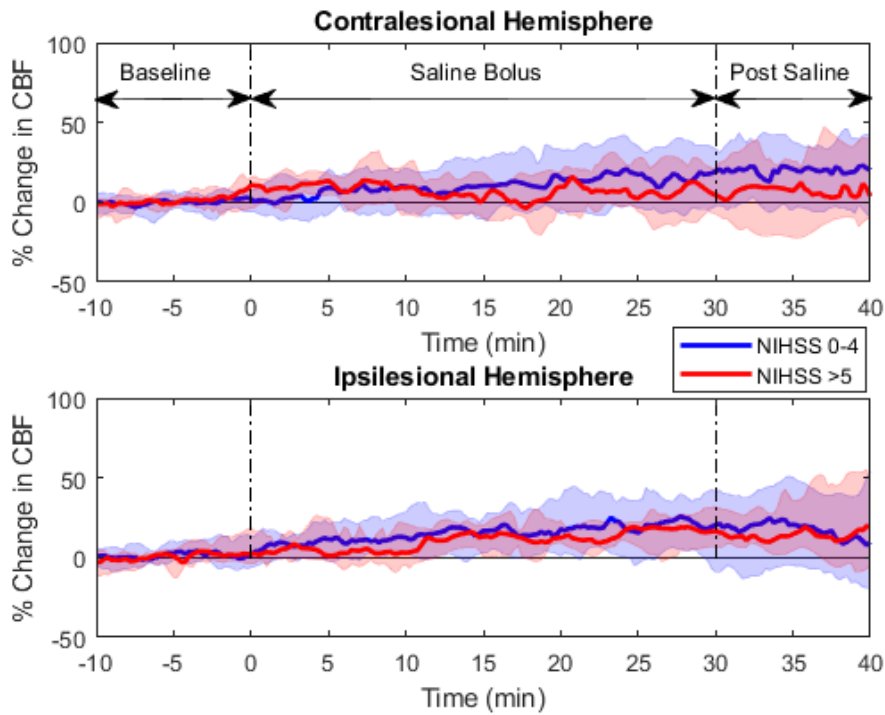 Contralesional Hemisphere
100
Baseline
Saline Bolus
Post Saline
50
0
-50
% Change in CBF
-10 -5 0 5 10 15 20 25 30 35 40
Time (min)
NIHSS 0-4
NIHSS >5
Ipsilesional Hemisphere
100
50
0
-50
% Change in CBF
-10 -5 0 5 10 15 20 25 30 35 40
Time (min)